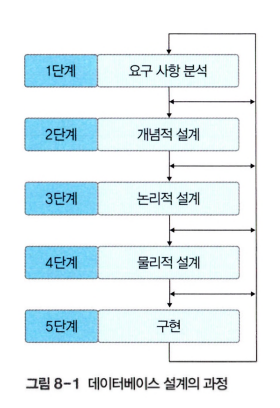 1단계 요구 사항 분석
2단계 개념적 설계
3단계 논리적 설계
4단계 물리적 설계
5단계 구현
그림 8-1 데이터베이스 설계의 과정